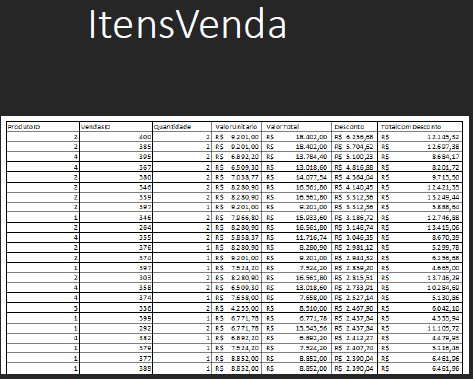 ItensVenda
ProdutoID VendasID Quantidade ValorUnitario ValorTotal Desconto TotalComDesconto
2 400 2 R$ 9.201,00 R$ 18.402,00 R$ 6.256,68 R$ 12.145,32
2 385 2 R$ 9.201,00 R$ 18.402,00 R$ 5.704,62 R$ 12.697,38
4 395 2 R$ 6.892,20 R$ 13.784,40 R$ 5.100,23 R$ 8.684,17
4 367 2 R$ 6.509,30 R$ 13.018,60 R$ 4.816,88 R$ 8.201,72
2 380 2 R$ 7.038,77 R$ 14.077,54 R$ 4.364,04 R$ 9.713,50
2 346 2 R$ 8.280,90 R$ 16.561,80 R$ 4.140,45 R$ 12.421,35
2 339 2 R$ 8.280,90 R$ 16.561,80 R$ 3.312,36 R$ 13.249,44
2 397 1 R$ 9.201,00 R$ 9.201,00 R$ 3.312,36 R$ 5.888,64
1 346 2 R$ 7.966,80 R$ 15.933,60 R$ 3.186,72 R$ 12.746,88
2 264 2 R$ 8.280,90 R$ 16.561,80 R$ 3.146,74 R$ 13.415,06
4 355 2 R$ 5.858,37 R$ 11.716,74 R$ 3.046,35 R$ 8.670,39
2 376 1 R$ 8.280,90 R$ 8.280,90 R$ 2.981,12 R$ 5.299,78
2 374 1 R$ 9.201,00 R$ 9.201,00 R$ 2.944,32 R$ 6.256,68
1 397 1 R$ 7.524,20 R$ 7.524,20 R$ 2.859,20 R$ 4.665,00
2 303 2 R$ 8.280,90 R$ 16.561,80 R$ 2.815,51 R$ 13.746,29
4 358 2 R$ 6.509,30 R$ 13.018,60 R$ 2.733,91 R$ 10.284,69
4 374 1 R$ 7.658,00 R$ 7.658,00 R$ 2.527,14 R$ 5.130,86
3 336 2 R$ 4.255,00 R$ 8.510,00 R$ 2.467,90 R$ 6.042,10
1 399 1 R$ 6.771,78 R$ 6.771,78 R$ 2.437,84 R$ 4.333,94
1 292 2 R$ 6.771,78 R$ 13.543,56 R$ 2.437,84 R$ 11.105,72
4 382 1 R$ 6.892,20 R$ 6.892,20 R$ 2.412,27 R$ 4.479,93
1 379 1 R$ 7.524,20 R$ 7.524,20 R$ 2.407,74 R$ 5.116,46
1 377 1 R$ 8.852,00 R$ 8.852,00 R$ 2.390,04 R$ 6.461,96
1 389 1 R$ 8.852,00 R$ 8.852,00 R$ 2.390,04 R$ 6.461,96